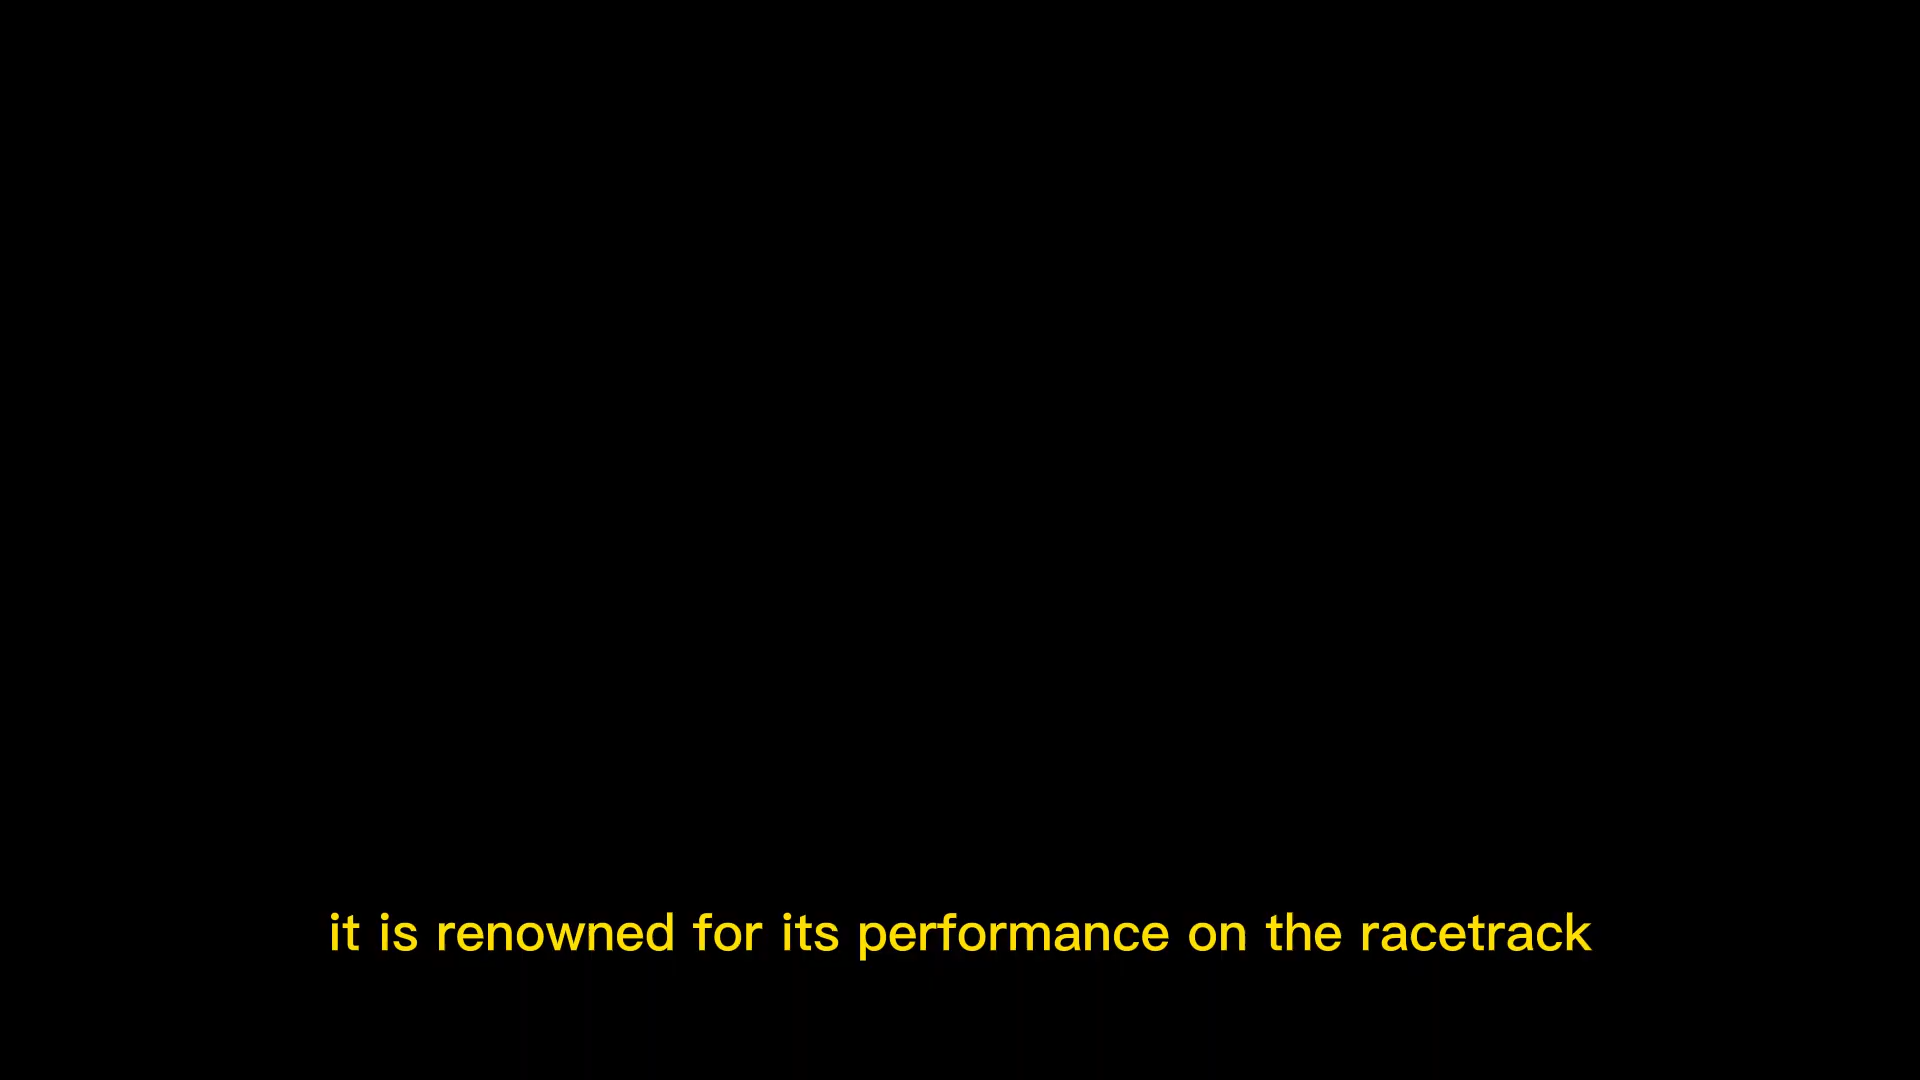 it is renowned for its performance on the racetrack